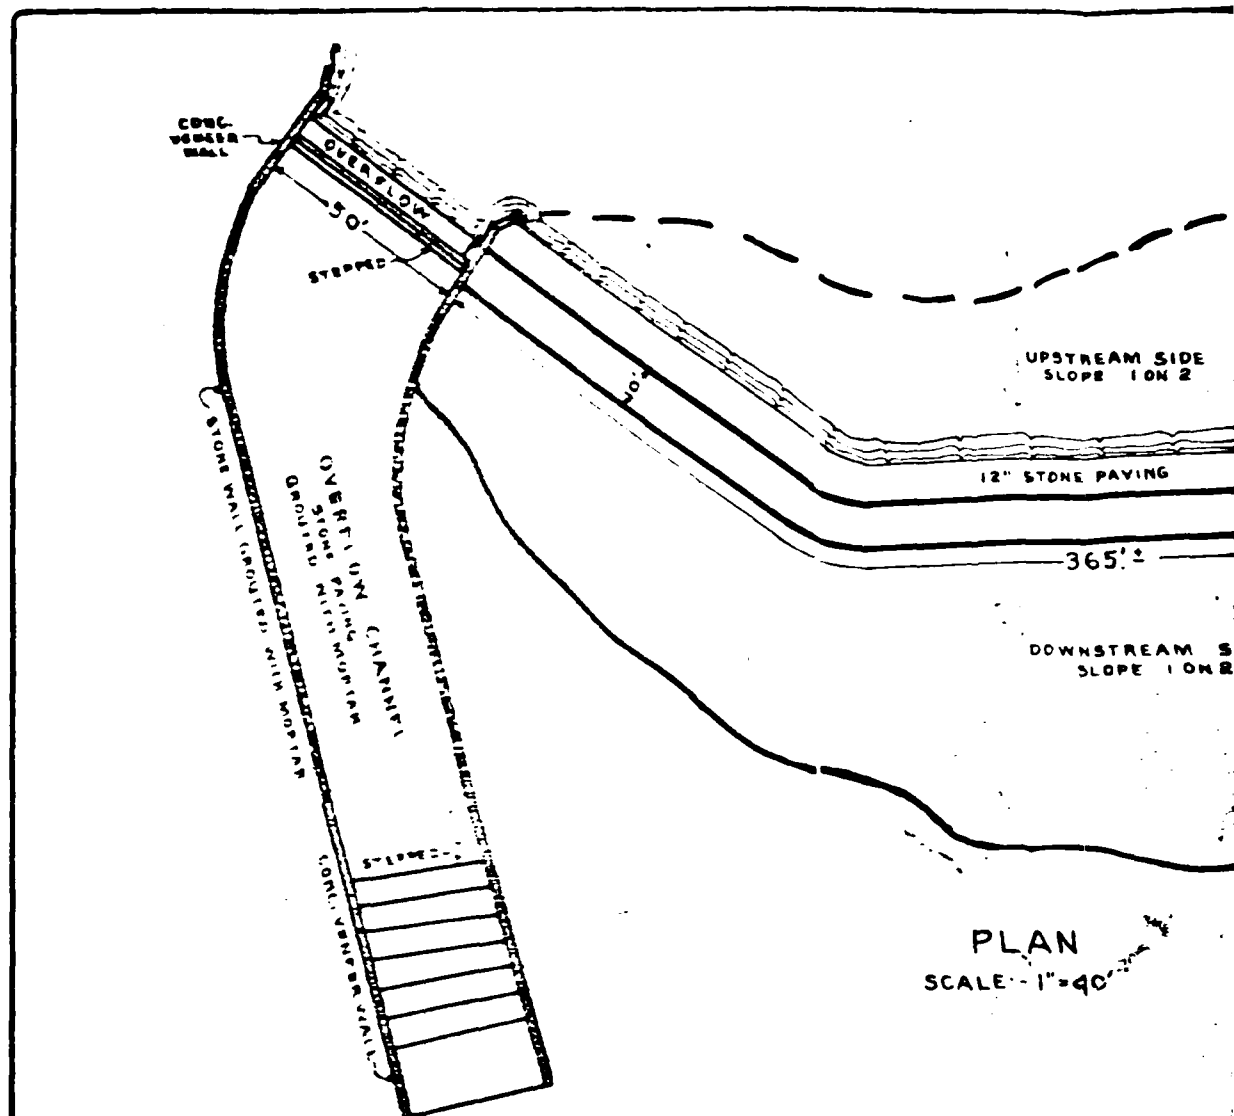 CONC.
VENEER
WALL
OVERFLOW
50'
STEPPED
20'
UPSTREAM SIDE
SLOPE 1 ON 2
12" STONE PAVING
365'±
DOWNSTREAM S
SLOPE 1 ON 2
STONE WALL GROUTED WITH MORTAR
OVERFLOW CHANNEL
STONE PAVING
GROUTED WITH MORTAR
STEPPED
CONC. VENEER WALL
PLAN
SCALE - 1" = 40'